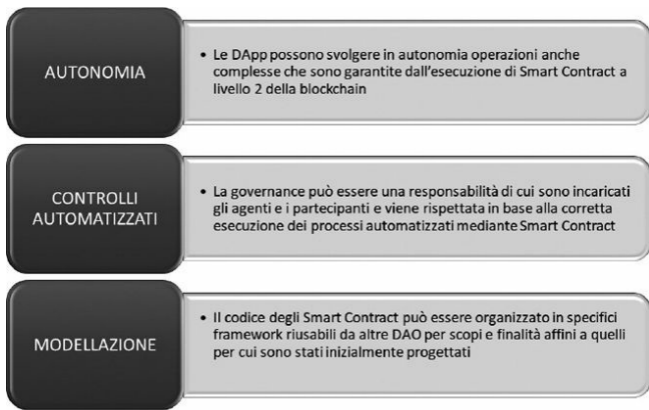 AUTONOMIA
• Le DApp possono svolgere in autonomia operazioni anche
complesse che sono garantite dall'esecuzione di Smart Contract a
livello 2 della blockchain
CONTROLLI
AUTOMATIZZATI
• La governance può essere una responsabilità di cui sono incaricati
gli agenti e i partecipanti e viene rispettata in base alla corretta
esecuzione dei processi automatizzati mediante Smart Contract
MODELLAZIONE
• Il codice degli Smart Contract può essere organizzato in specifici
framework riusabili da altre DAO per scopi e finalità affini a quelli
per cui sono stati inizialmente progettati